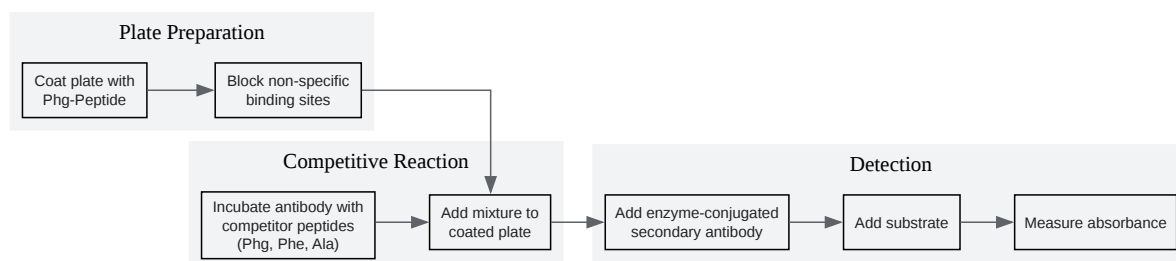 Plate Preparation
Coat plate with
Phg-Peptide
Block non-specific
binding sites
Competitive Reaction
Incubate antibody with
competitor peptides
(Phg, Phe, Ala)
Add mixture to
coated plate
Detection
Add enzyme-conjugated
secondary antibody
Add substrate
Measure absorbance